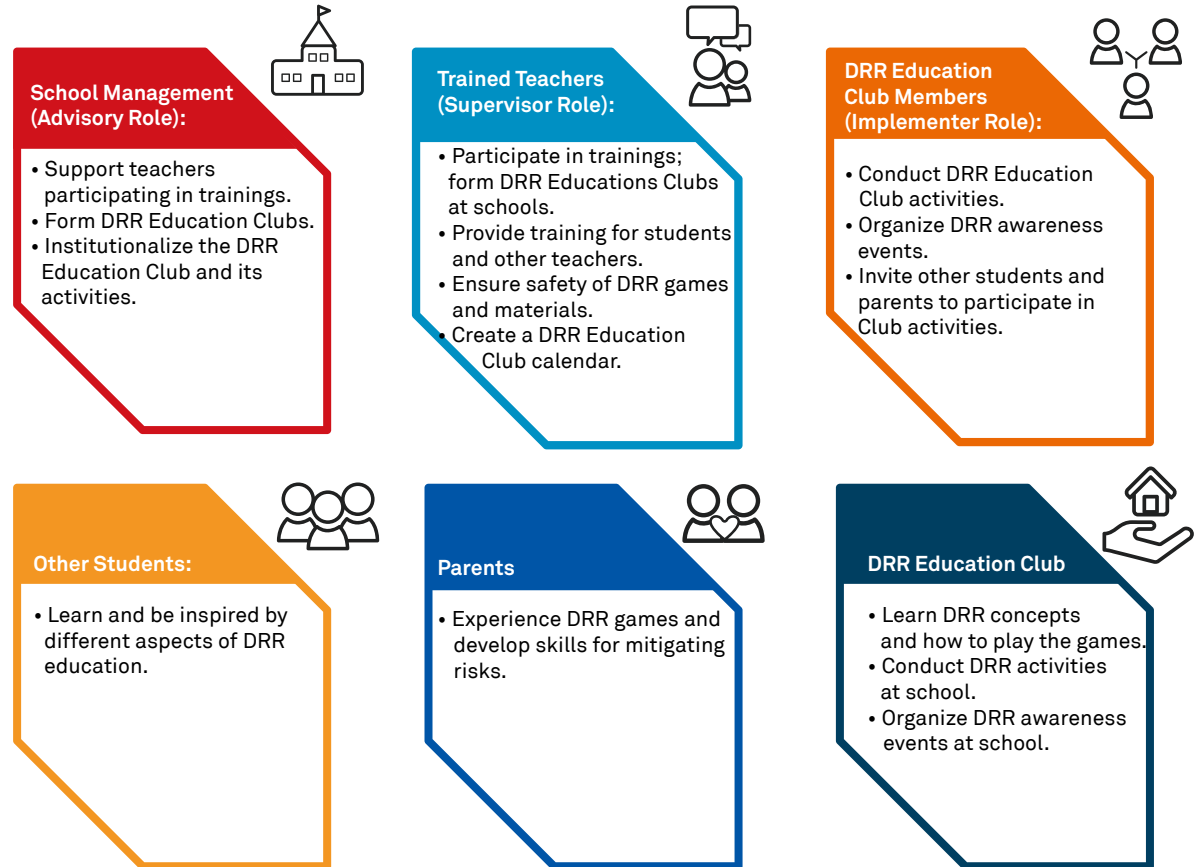 School Management
(Advisory Role):
• Support teachers
participating in trainings.
• Form DRR Education Clubs.
• Institutionalize the DRR
Education Club and its
activities.
Trained Teachers
(Supervisor Role):
• Participate in trainings;
form DRR Educations Clubs
at schools.
• Provide training for students
and other teachers.
• Ensure safety of DRR games
and materials.
• Create a DRR Education
Club calendar.
DRR Education
Club Members
(Implementer Role):
• Conduct DRR Education
Club activities.
• Organize DRR awareness
events.
• Invite other students and
parents to participate in
Club activities.
Other Students:
• Learn and be inspired by
different aspects of DRR
education.
Parents
• Experience DRR games and
develop skills for mitigating
risks.
DRR Education Club
• Learn DRR concepts
and how to play the games.
• Conduct DRR activities
at school.
• Organize DRR awareness
events at school.